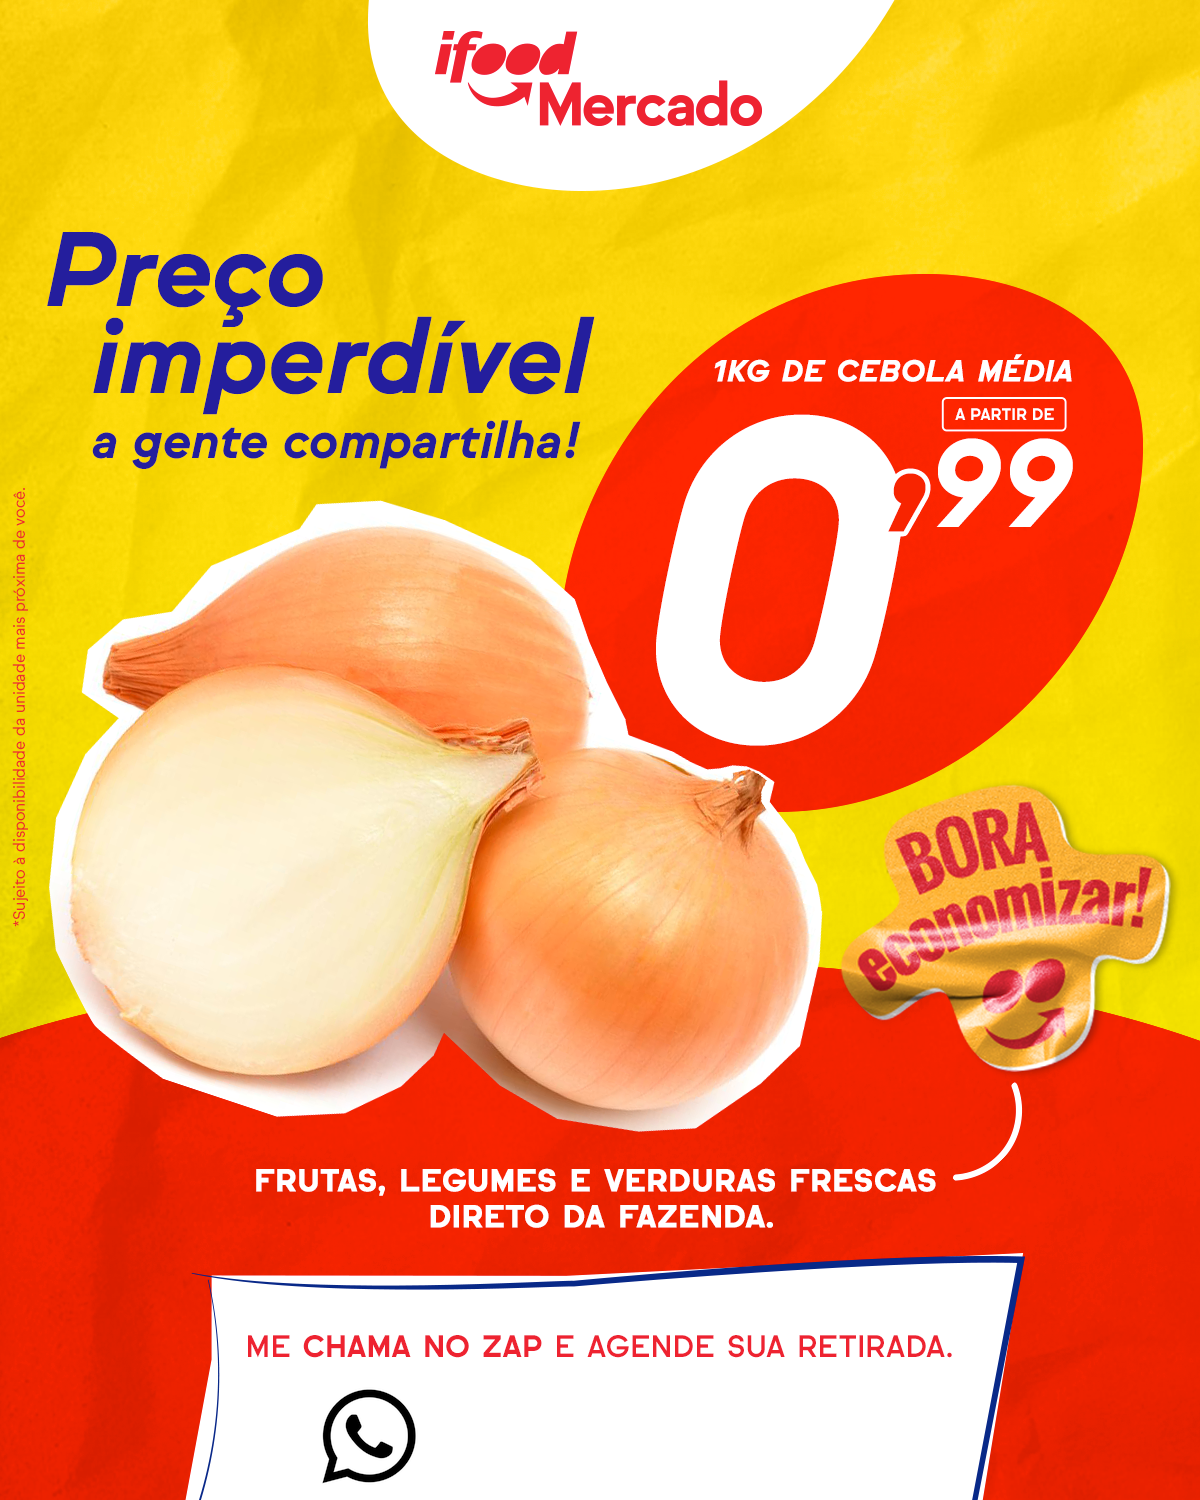 ifood
Mercado
Preço
imperdível
a gente compartilha!
1KG DE CEBOLA MÉDIA
A PARTIR DE
0,99
*Sujeito à disponibilidade da unidade mais próxima de você.
BORA
economizar!
FRUTAS, LEGUMES E VERDURAS FRESCAS
DIRETO DA FAZENDA.
ME CHAMA NO ZAP E AGENDE SUA RETIRADA.